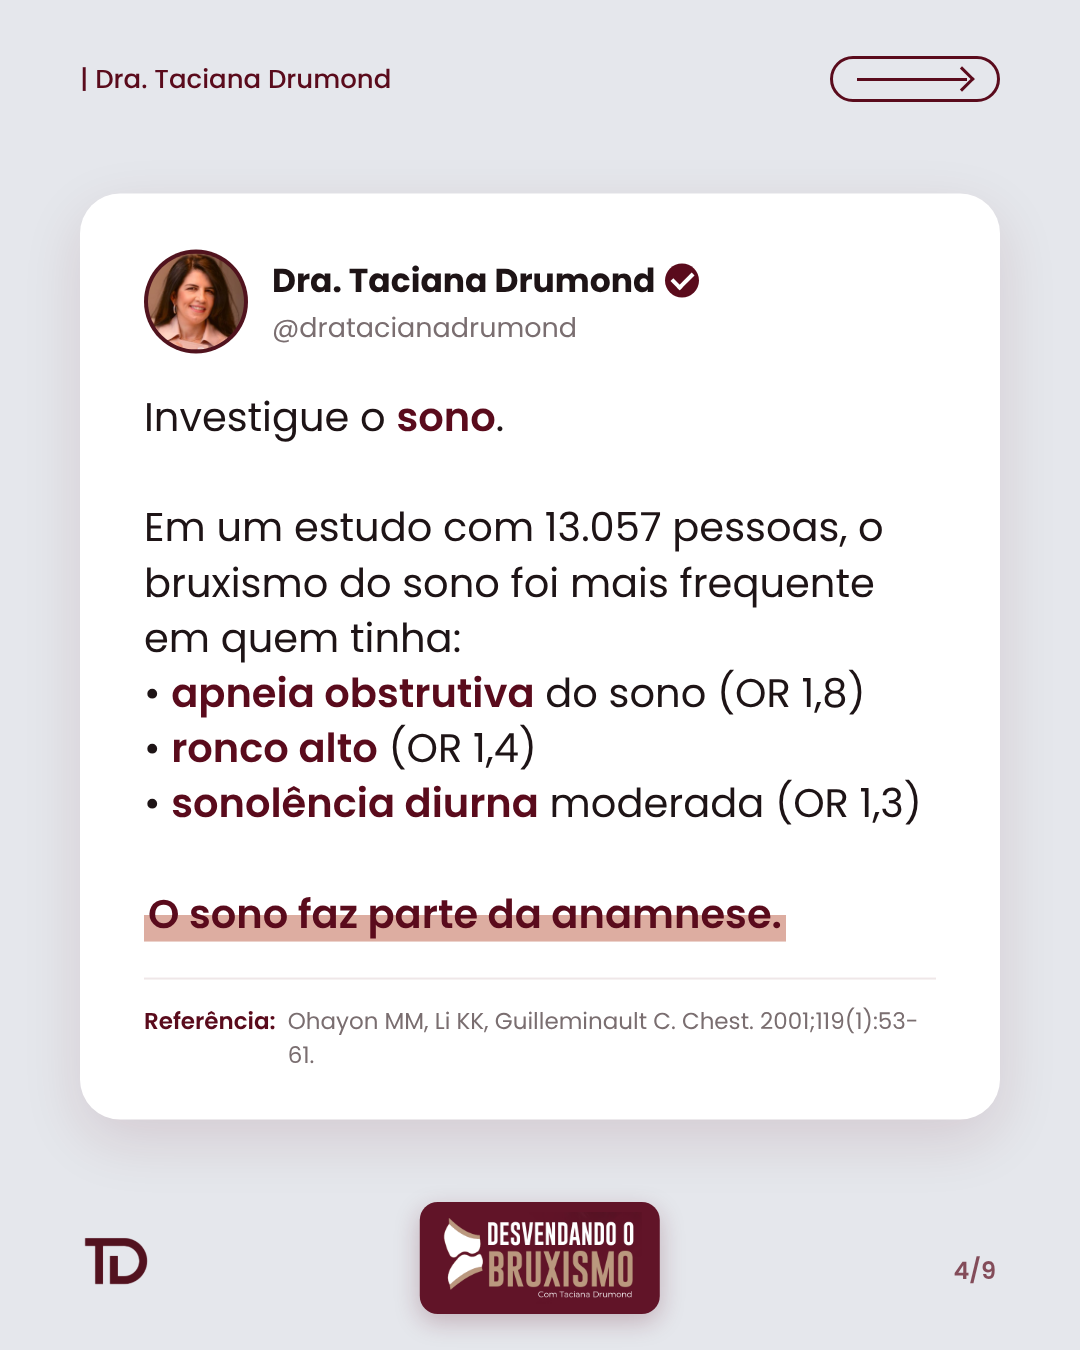 | Dra. Taciana Drumond
Dra. Taciana Drumond
@dratacianadrumond
Investigue o sono.
Em um estudo com 13.057 pessoas, o
bruxismo do sono foi mais frequente
em quem tinha:
• apneia obstrutiva do sono (OR 1,8)
• ronco alto (OR 1,4)
• sonolência diurna moderada (OR 1,3)
O sono faz parte da anamnese.
Referência: Ohayon MM, Li KK, Guilleminault C. Chest. 2001;119(1):53-
61.
TD
DESVENDANDO O
BRUXISMO
Com Taciana Drumond
4/9